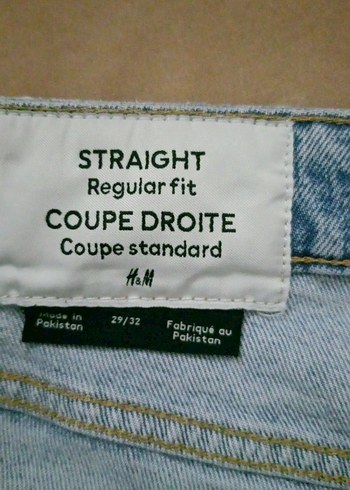 STRAIGHT
Regular fit
COUPE DROITE
Coupe standard
H&M
Made in
Pakistan
29/32
Fabriqué au
Pakistan